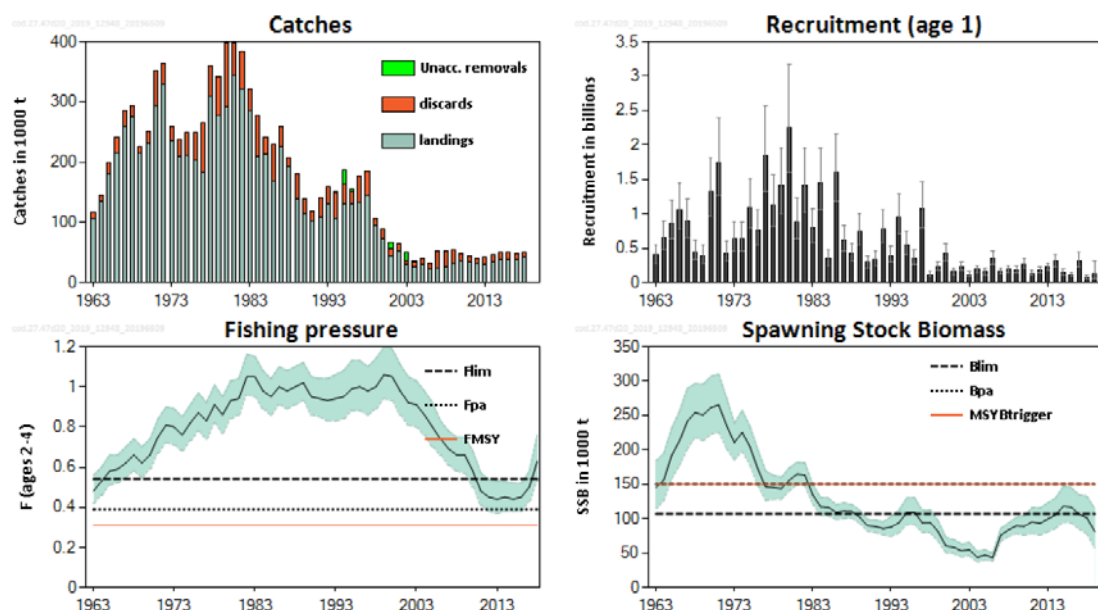 Catches
Catches in 1000 t
400
300
200
100
0
Unacc. removals
discards
landings
1963 1973 1983 1993 2003 2013
Recruitment (age 1)
Recruitment in billions
3.5
3
2.5
2
1.5
1
0.5
0
1963 1973 1983 1993 2003 2013
Fishing pressure
F (ages 2-4)
1.2
1
0.8
0.6
0.4
0.2
0
Flim
Fpa
FMSY
1963 1973 1983 1993 2003 2013
Spawning Stock Biomass
SSB in 1000 t
350
300
250
200
150
100
50
0
Blim
Bpa
MSYBtrigger
1963 1973 1983 1993 2003 2013